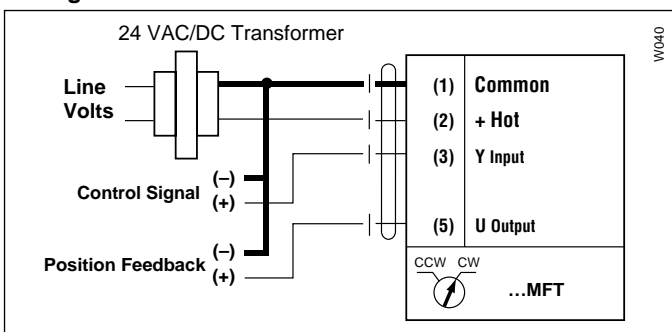 24 VAC/DC Transformer
W040
Line
Volts
(1) Common
(2) + Hot
(3) Y Input
Control Signal (–)
(+)
(5) U Output
Position Feedback (–)
(+)
CCW CW
...MFT